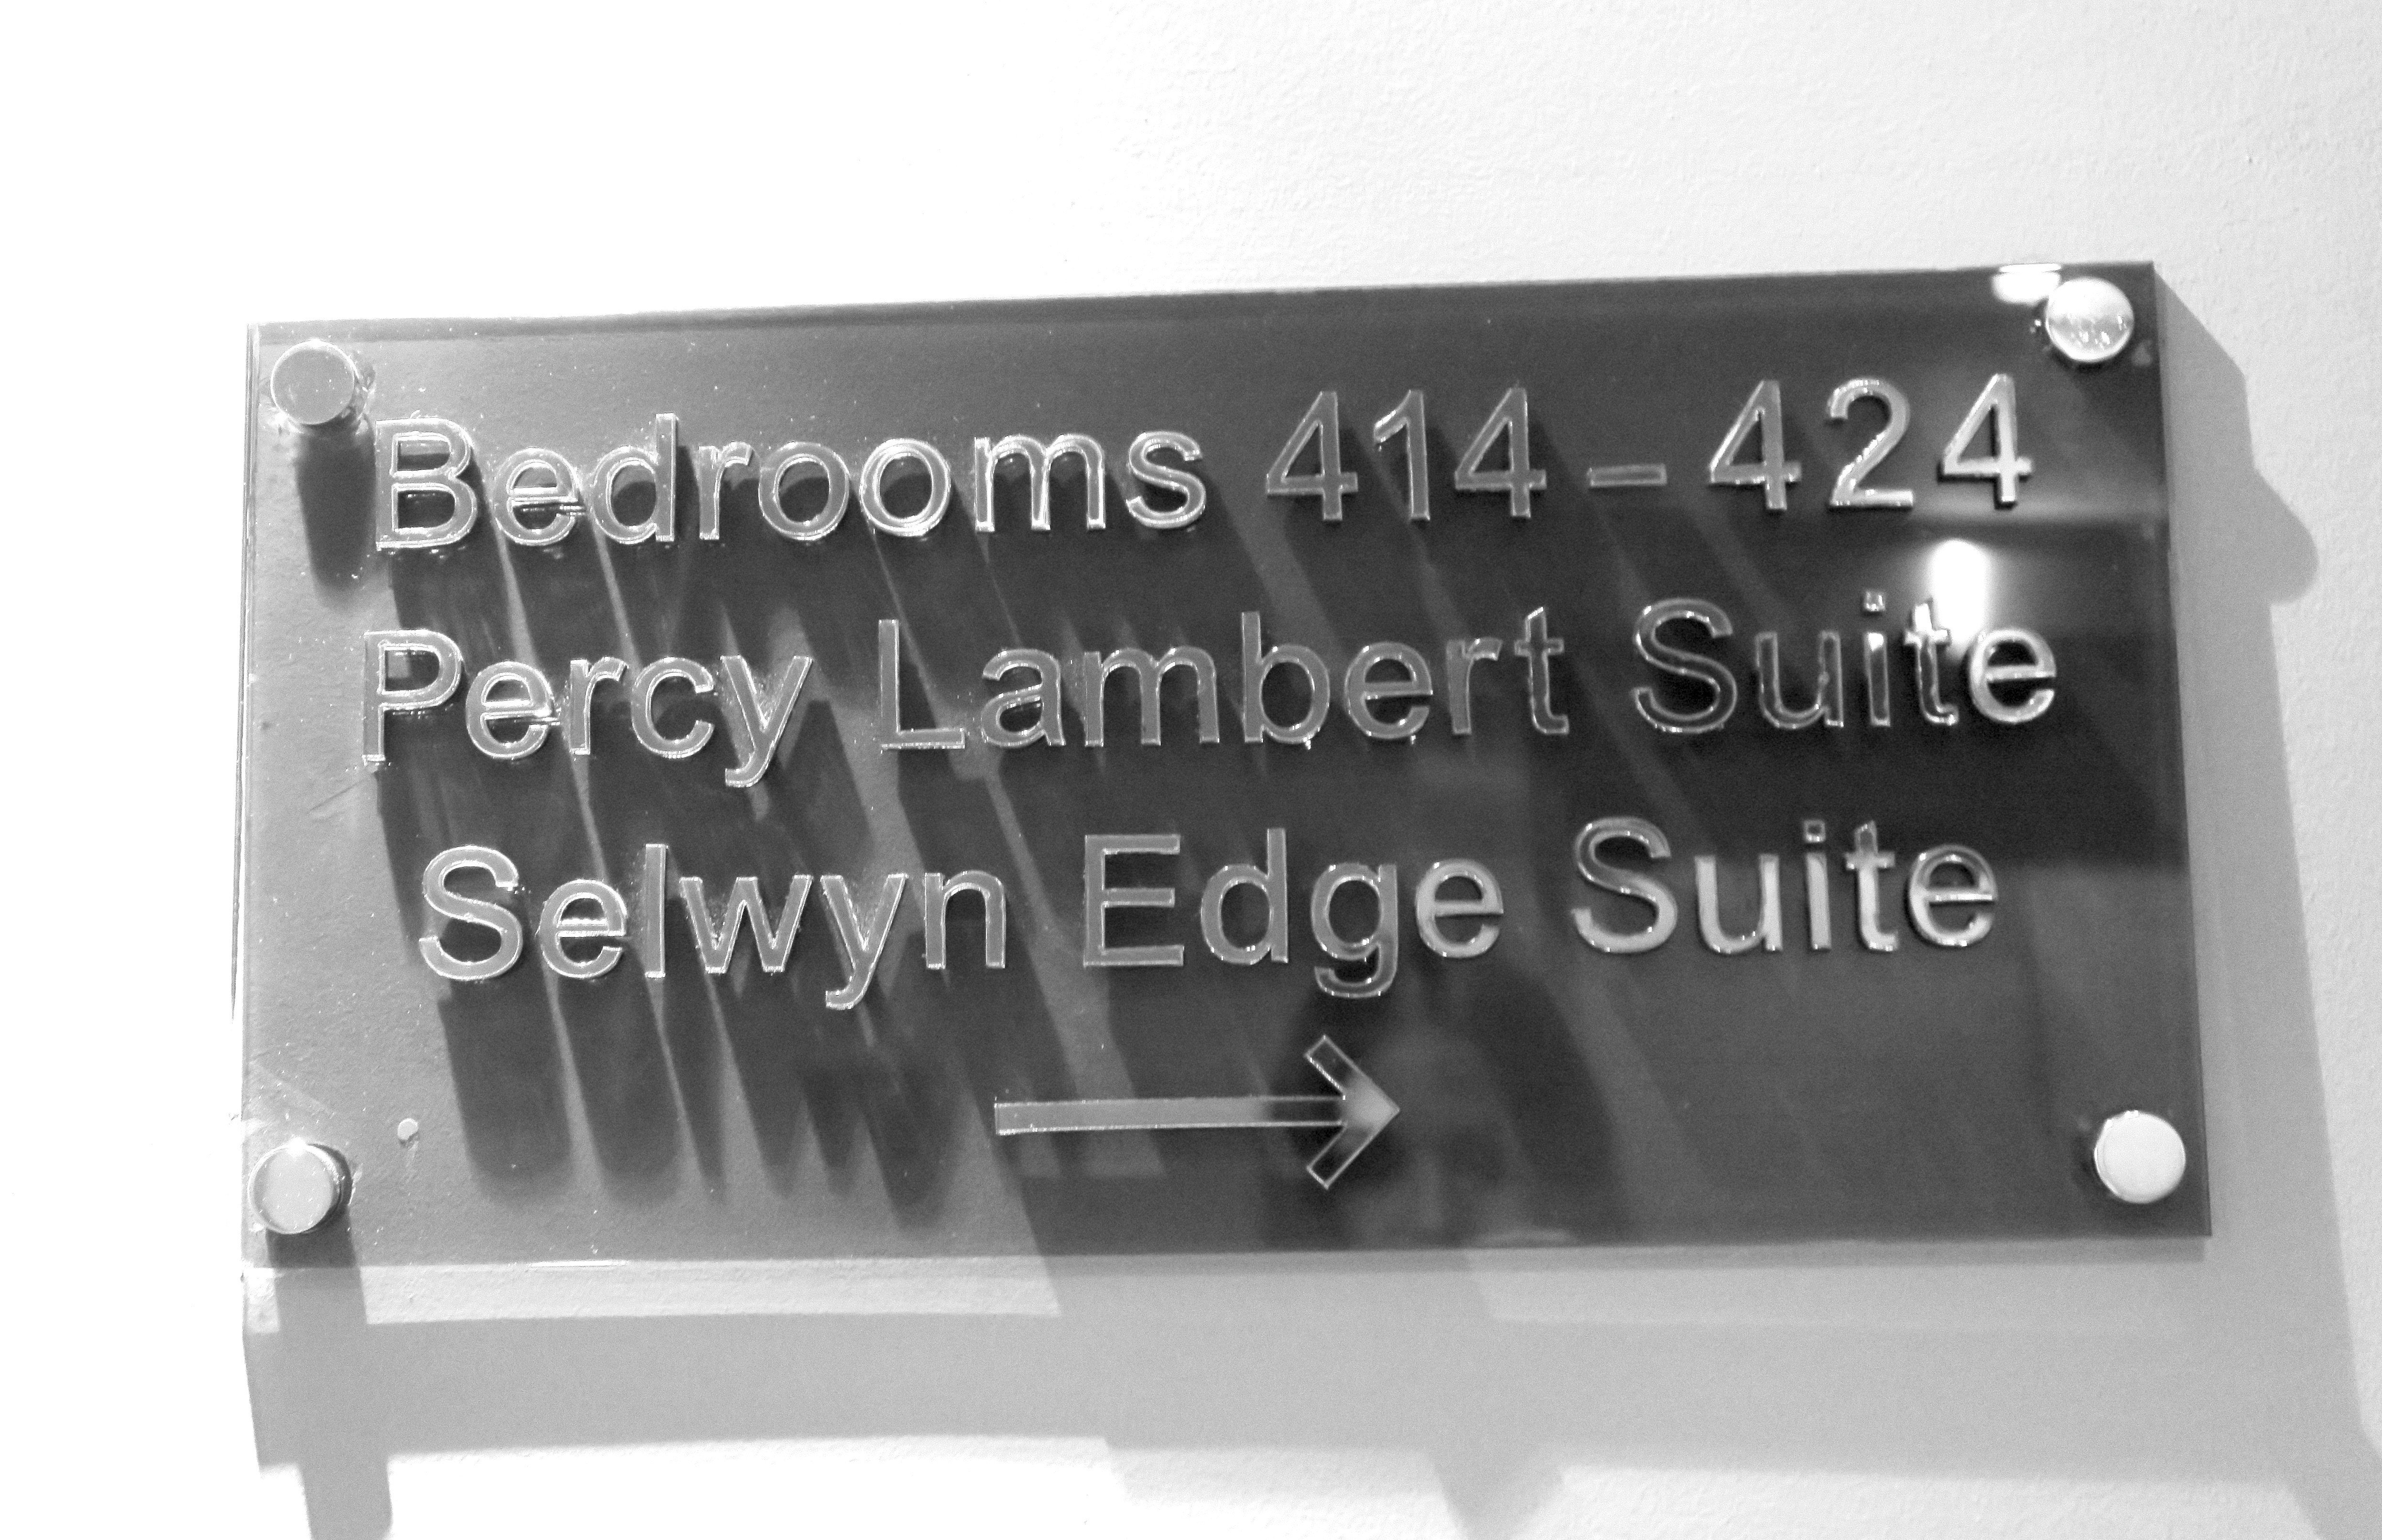 Bedrooms 414 – 424
Percy Lambert Suite
Selwyn Edge Suite